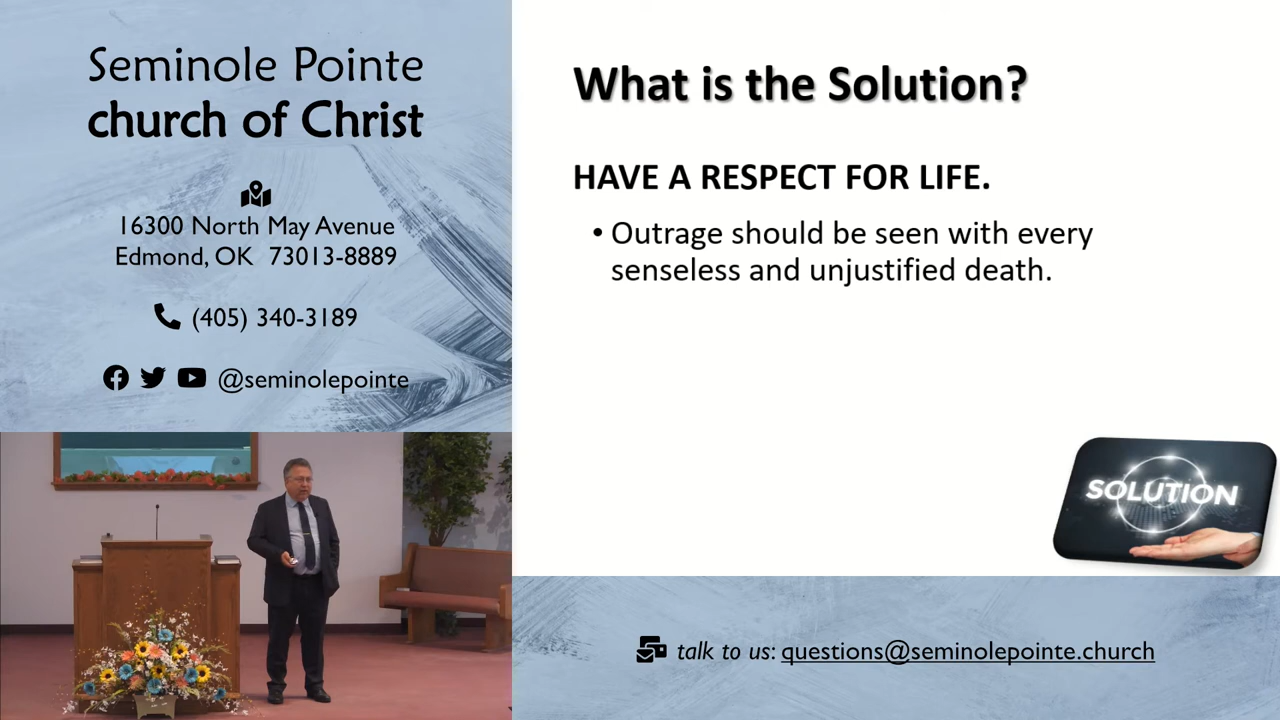 Seminole Pointe
church of Christ
16300 North May Avenue
Edmond, OK 73013-8889
(405) 340-3189
@seminolepointe
What is the Solution?
HAVE A RESPECT FOR LIFE.
• Outrage should be seen with every
senseless and unjustified death.
SOLUTION
talk to us: questions@seminolepointe.church